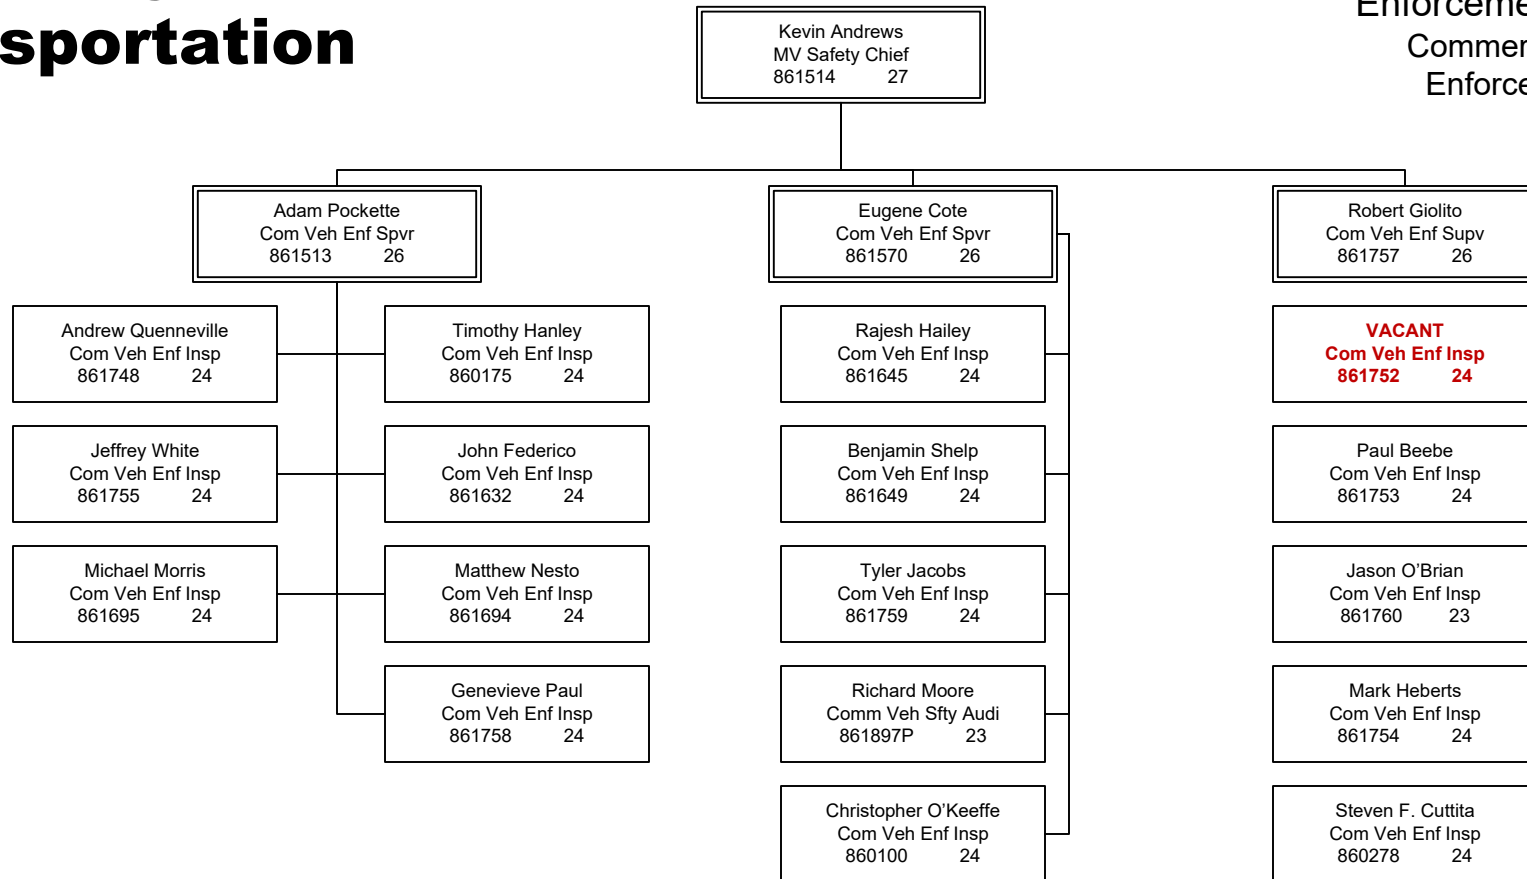 sportation
Commer
Enforce
Kevin Andrews
MV Safety Chief
861514 27
Adam Pockette
Com Veh Enf Spvr
861513 26
Eugene Cote
Com Veh Enf Spvr
861570 26
Robert Giolito
Com Veh Enf Supv
861757 26
Andrew Quenneville
Com Veh Enf Insp
861748 24
Timothy Hanley
Com Veh Enf Insp
860175 24
Rajesh Hailey
Com Veh Enf Insp
861645 24
VACANT
Com Veh Enf Insp
861752 24
Jeffrey White
Com Veh Enf Insp
861755 24
John Federico
Com Veh Enf Insp
861632 24
Benjamin Shelp
Com Veh Enf Insp
861649 24
Paul Beebe
Com Veh Enf Insp
861753 24
Michael Morris
Com Veh Enf Insp
861695 24
Matthew Nesto
Com Veh Enf Insp
861694 24
Tyler Jacobs
Com Veh Enf Insp
861759 24
Jason O’Brian
Com Veh Enf Insp
861760 23
Genevieve Paul
Com Veh Enf Insp
861758 24
Richard Moore
Comm Veh Sfty Audi
861897P 23
Mark Heberts
Com Veh Enf Insp
861754 24
Christopher O’Keeffe
Com Veh Enf Insp
860100 24
Steven F. Cuttita
Com Veh Enf Insp
860278 24